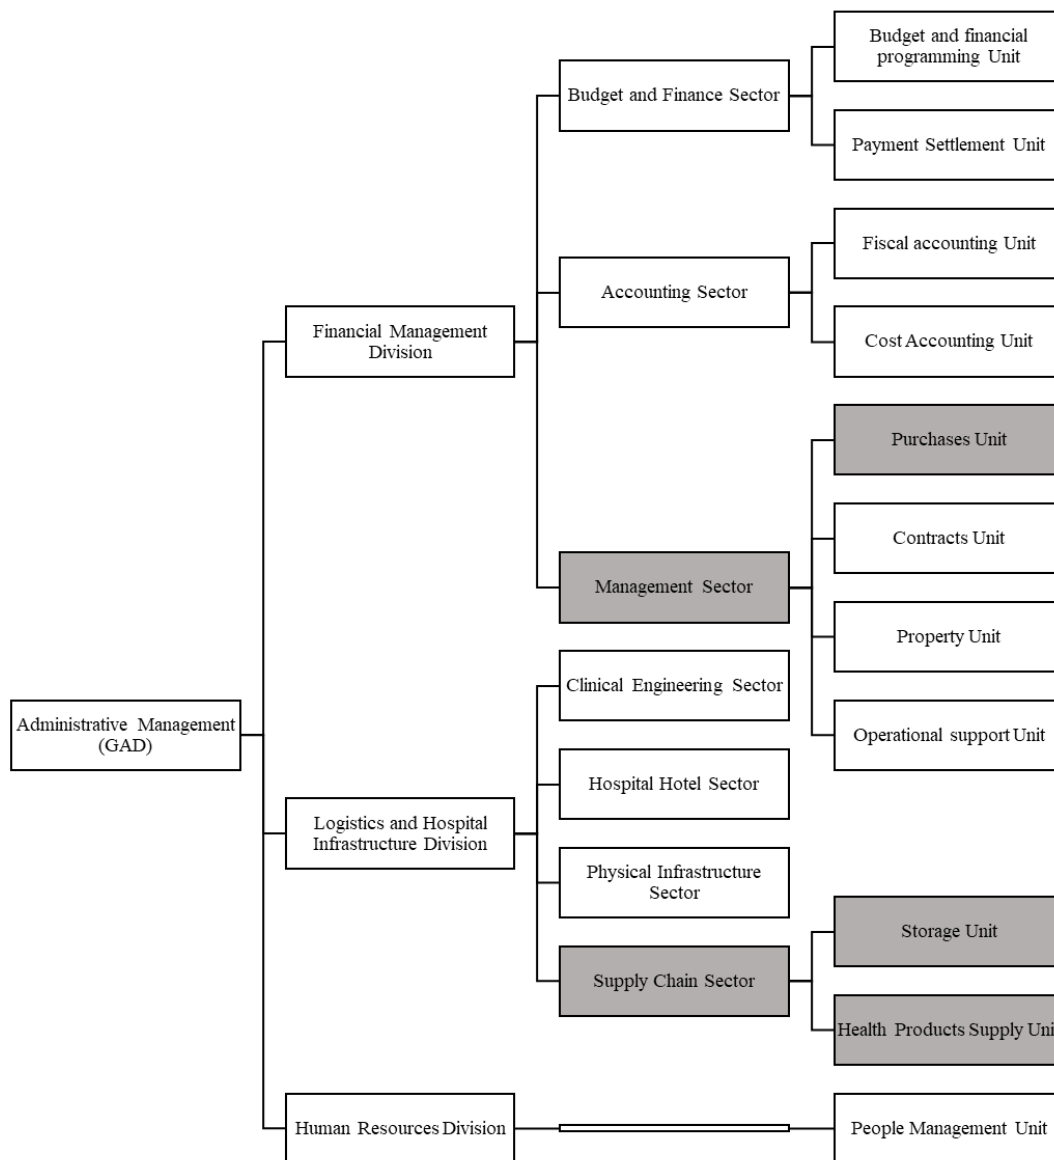 Budget and financial
programming Unit
Budget and Finance Sector
Payment Settlement Unit
Fiscal accounting Unit
Accounting Sector
Cost Accounting Unit
Financial Management
Division
Purchases Unit
Contracts Unit
Management Sector
Property Unit
Operational support Unit
Administrative Management
(GAD)
Clinical Engineering Sector
Hospital Hotel Sector
Logistics and Hospital
Infrastructure Division
Physical Infrastructure
Sector
Storage Unit
Supply Chain Sector
Health Products Supply Uni
Human Resources Division
People Management Unit